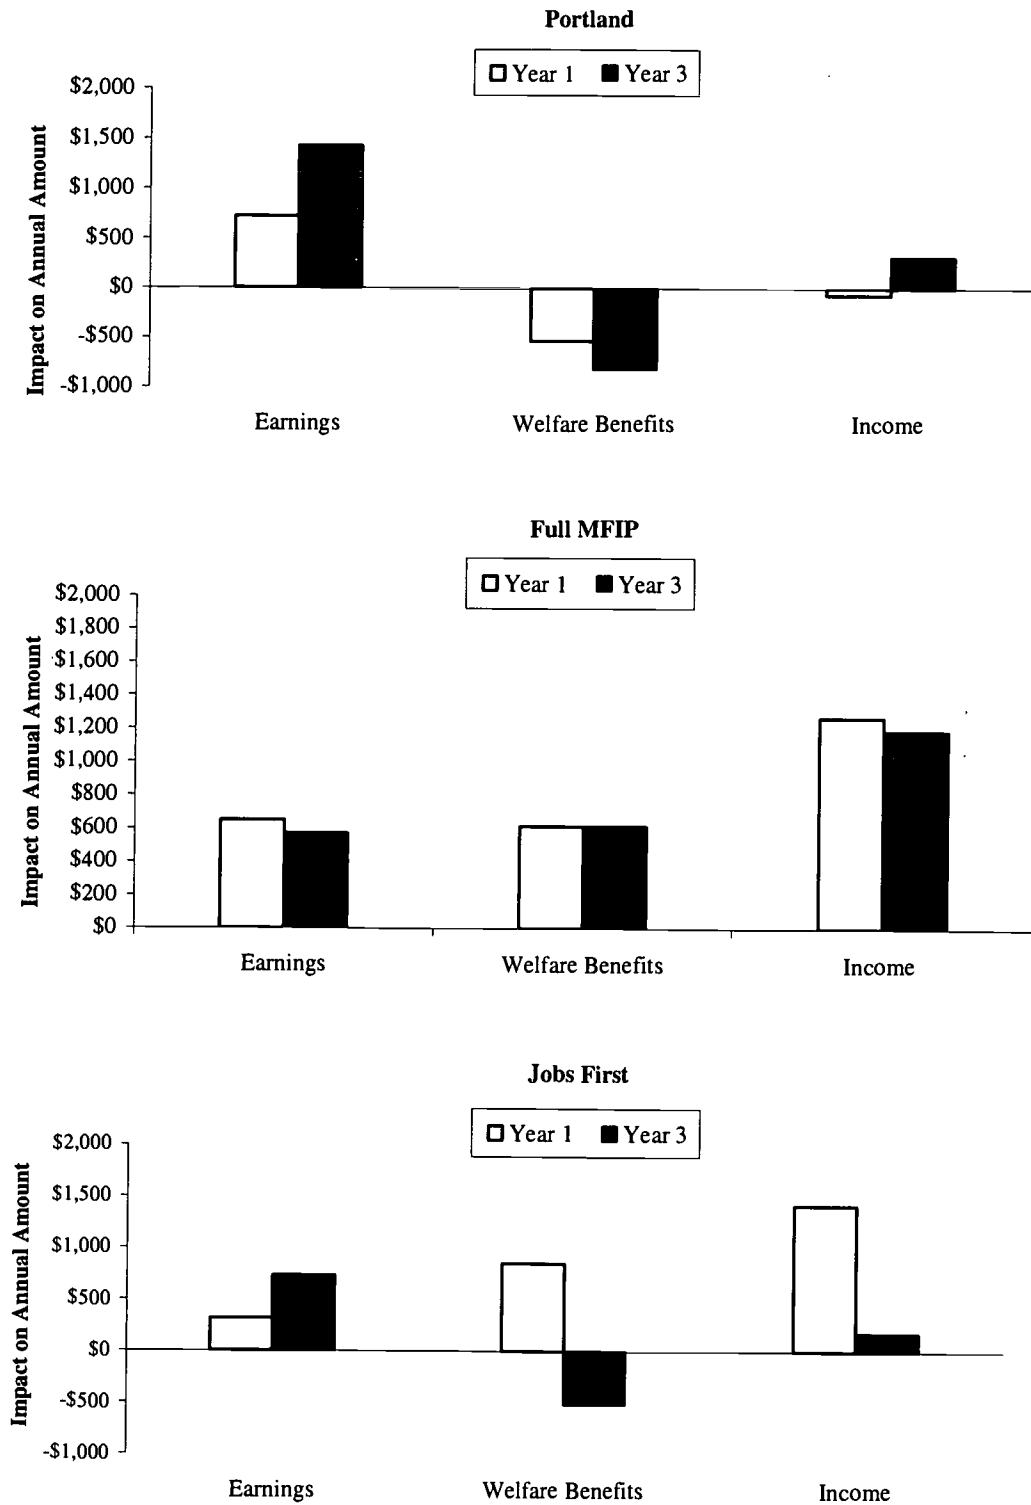 Portland
Year 1 Year 3
Impact on Annual Amount
$2,000
$1,500
$1,000
$500
$0
-$500
-$1,000
Earnings Welfare Benefits Income
Full MFIP
Year 1 Year 3
Impact on Annual Amount
$2,000
$1,800
$1,600
$1,400
$1,200
$1,000
$800
$600
$400
$200
$0
Earnings Welfare Benefits Income
Jobs First
Year 1 Year 3
Impact on Annual Amount
$2,000
$1,500
$1,000
$500
$0
-$500
-$1,000
Earnings Welfare Benefits Income